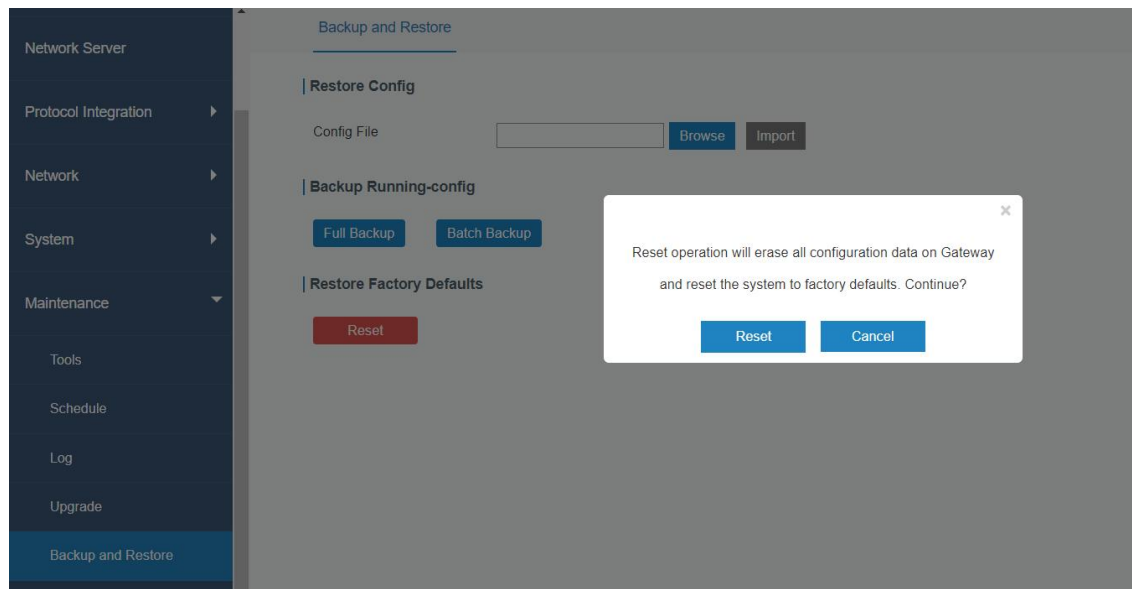 Network Server
Protocol Integration
Network
System
Maintenance
Tools
Schedule
Log
Upgrade
Backup and Restore
Backup and Restore
Restore Config
Config File
Browse
Import
Backup Running-config
Full Backup
Batch Backup
Restore Factory Defaults
Reset
Reset operation will erase all configuration data on Gateway
and reset the system to factory defaults. Continue?
Reset
Cancel